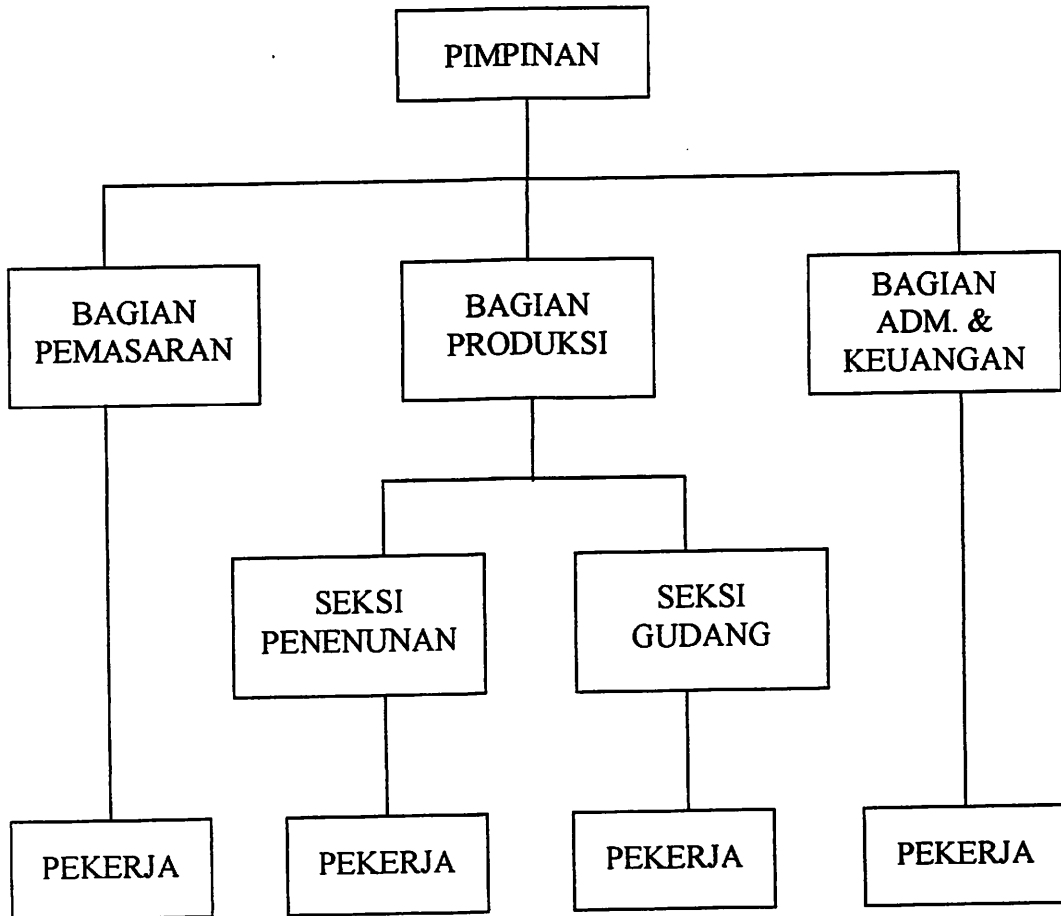 PIMPINAN
BAGIAN
PEMASARAN
BAGIAN
PRODUKSI
BAGIAN
ADM. &
KEUANGAN
SEKSI
PENENUNAN
SEKSI
GUDANG
PEKERJA
PEKERJA
PEKERJA
PEKERJA